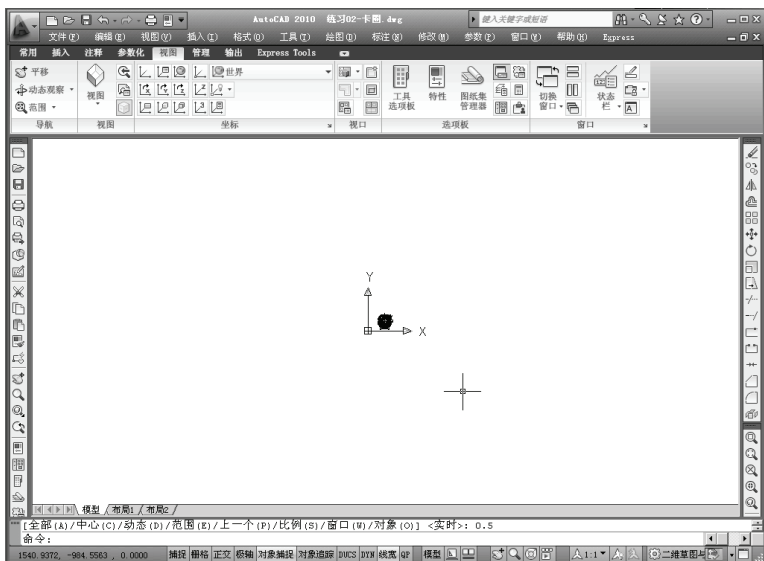 AutoCAD 2010 练习02-卡圈.dwg 键入关键字或短语
文件(F) 编辑(E) 视图(V) 插入(I) 格式(O) 工具(T) 绘图(D) 标注(N) 修改(M) 参数(P) 窗口(W) 帮助(H) Express
常用 插入 注释 参数化 视图 管理 输出 Express Tools
平移 世界
动态观察 视图 工具选项板 特性 图纸集管理器 切换窗口 状态栏
范围
导航 视图 坐标 视口 选项板 窗口
Y
X
模型 布局1 布局2
[全部(A)/中心(C)/动态(D)/范围(E)/上一个(P)/比例(S)/窗口(W)/对象(O)] <实时>: 0.5
命令:
1540.9372, -984.5563 , 0.0000 捕捉 栅格 正交 极轴 对象捕捉 对象追踪 DUCS DYN 线宽 QP 模型 1:1 二维草图与